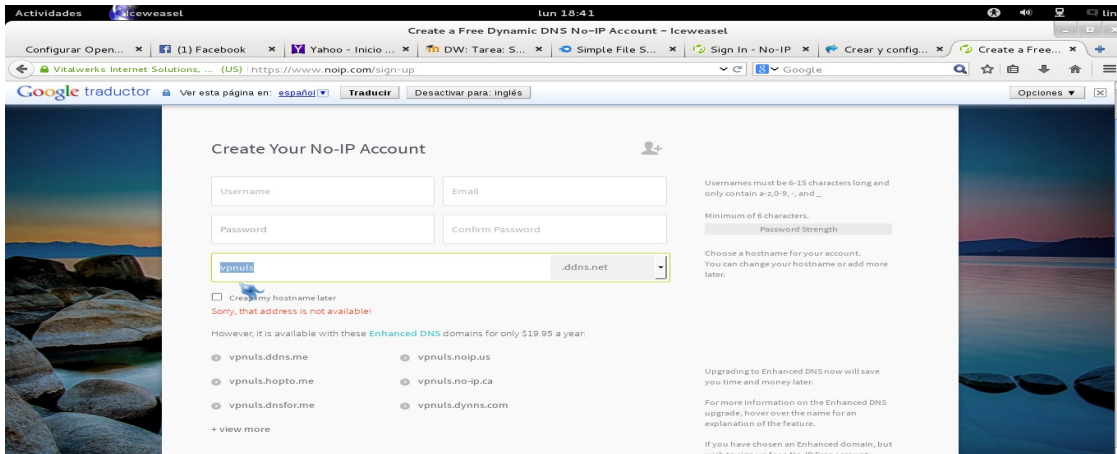 Actividades Iceweasel lun 18:41 lin
Create a Free Dynamic DNS No-IP Account - Iceweasel
Configurar Open... × (1) Facebook × Yahoo - Inicio ... × DW: Tarea: S... × Simple File S... × Sign In - No-IP × Crear y config... × Create a Free... ×
Vitalwerks Internet Solutions, ... (US) https://www.noip.com/sign-up Google
Google traductor Ver esta página en: español Traducir Desactivar para: inglés Opciones
Create Your No-IP Account
Username Email
Usernames must be 6-15 characters long and
only contain a-z,0-9, -, and _
Password Confirm Password
Minimum of 6 characters.
Password Strength
vpnuls .ddns.net
Choose a hostname for your account.
You can change your hostname or add more
later.
Create my hostname later
Sorry, that address is not available!
However, it is available with these Enhanced DNS domains for only $19.95 a year:
vpnuls.ddns.me vpnuls.noip.us
vpnuls.hopto.me vpnuls.no-ip.ca
vpnuls.dnsfor.me vpnuls.dynns.com
+ view more
Upgrading to Enhanced DNS now will save
you time and money later.
For more information on the Enhanced DNS
upgrade, hover over the name for an
explanation of the feature.
If you have chosen an Enhanced domain, but